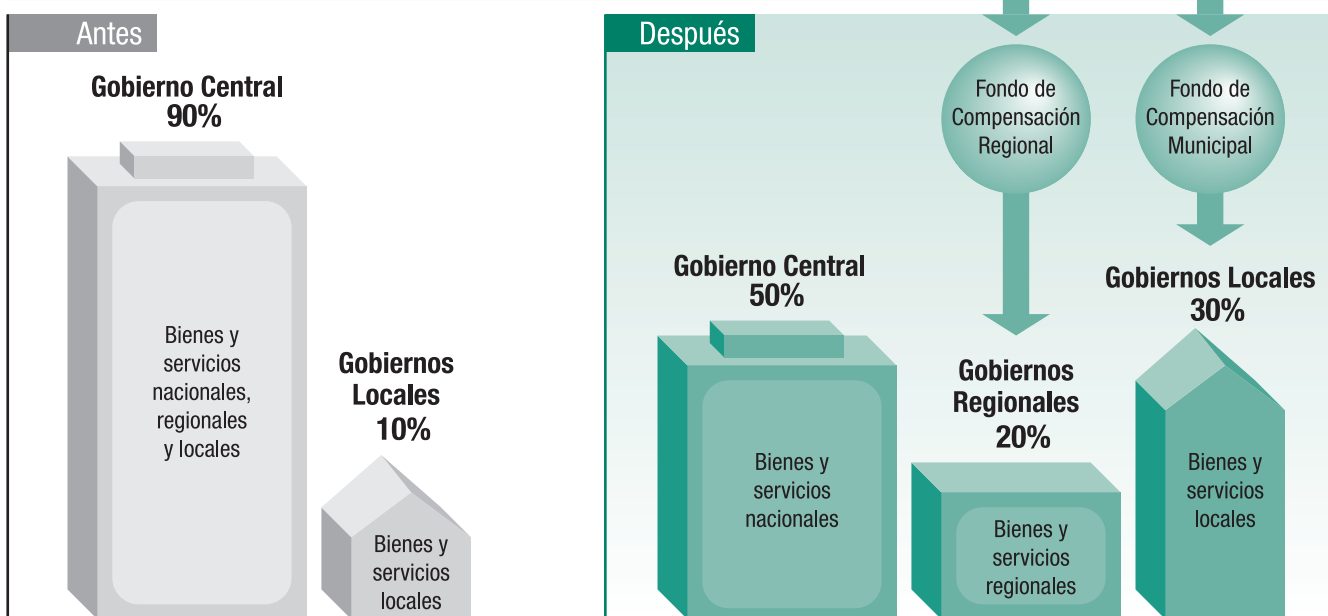 Antes
Gobierno Central
90%
Bienes y
servicios
nacionales,
regionales
y locales
Gobiernos
Locales
10%
Bienes y
servicios
locales
Después
Fondo de
Compensación
Regional
Fondo de
Compensación
Municipal
Gobierno Central
50%
Bienes y
servicios
nacionales
Gobiernos
Regionales
20%
Bienes y
servicios
regionales
Gobiernos Locales
30%
Bienes y
servicios
locales